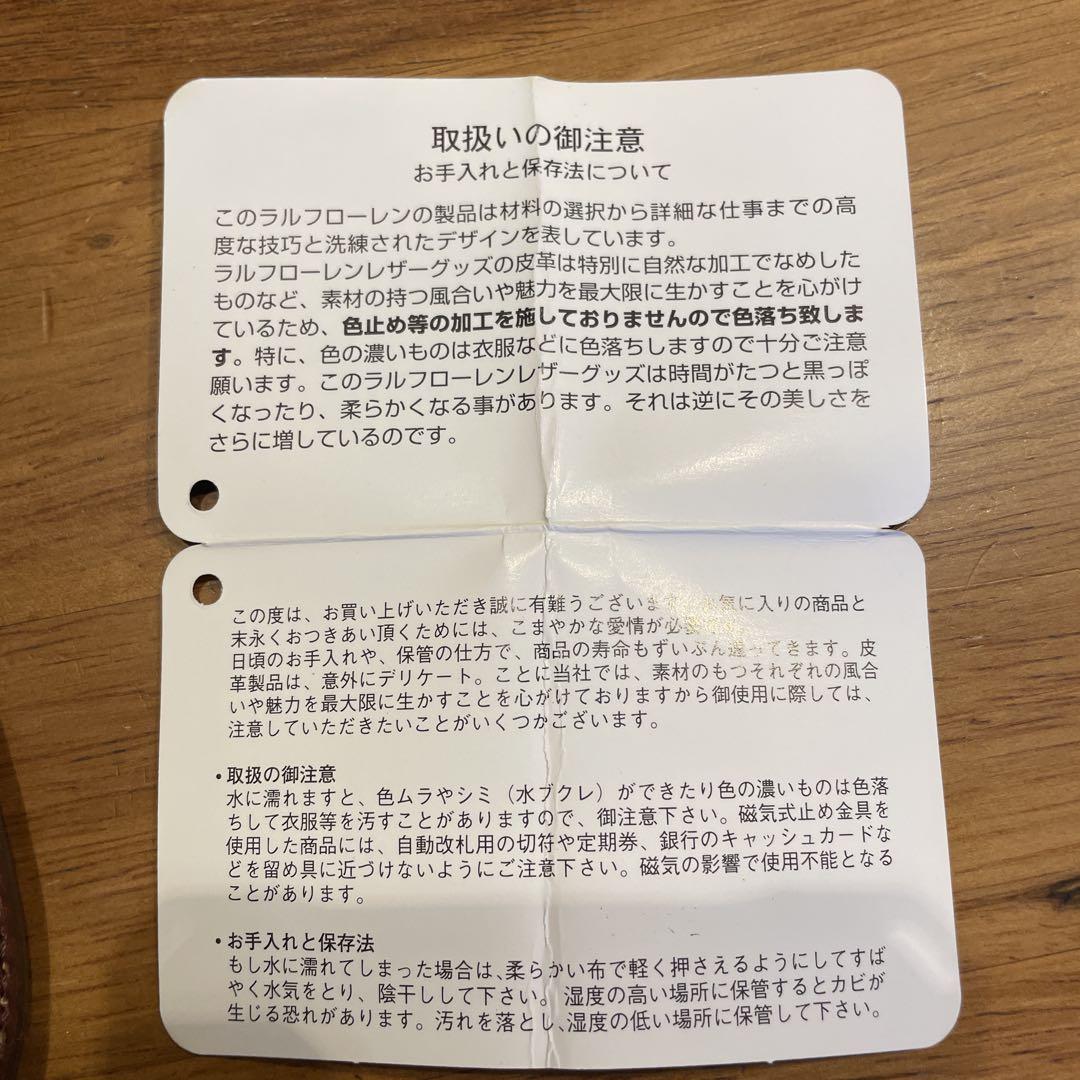 取扱いの御注意
お手入れと保存法について
このラルフローレンの製品は材料の選択から詳細な仕事までの高
度な技巧と洗練されたデザインを表しています。
ラルフローレンレザーグッズの皮革は特別に自然な加工でなめした
ものなど、素材の持つ風合いや魅力を最大限に生かすことを心がけ
ているため、色止め等の加工を施しておりませんので色落ち致しま
す。特に、色の濃いものは衣服などに色落ちしますので十分ご注意
願います。このラルフローレンレザーグッズは時間がたつと黒っぽ
くなったり、柔らかくなる事があります。それは逆にその美しさを
さらに増しているのです。
この度は、お買い上げいただき誠に有難うございます 気に入りの商品と
末永くおつきあい頂くためには、こまやかな愛情が必要
日頃のお手入れや、保管の仕方で、商品の寿命もずいぶん違ってきます。皮
革製品は、意外にデリケート。ことに当社では、素材のもつそれぞれの風合
いや魅力を最大限に生かすことを心がけておりますから御使用に際しては、
注意していただきたいことがいくつかございます。
・取扱の御注意
水に濡れますと、色ムラやシミ（水ブクレ）ができたり色の濃いものは色落
ちして衣服等を汚すことがありますので、御注意下さい。磁気式止め金具を
使用した商品には、自動改札用の切符や定期券、銀行のキャッシュカードな
どを留め具に近づけないようにご注意下さい。磁気の影響で使用不能となる
ことがあります。
・お手入れと保存法
もし水に濡れてしまった場合は、柔らかい布で軽く押さえるようにしてすば
やく水気をとり、陰干しして下さい。湿度の高い場所に保管するとカビが
生じる恐れがあります。汚れを落とし、湿度の低い場所に保管して下さい。